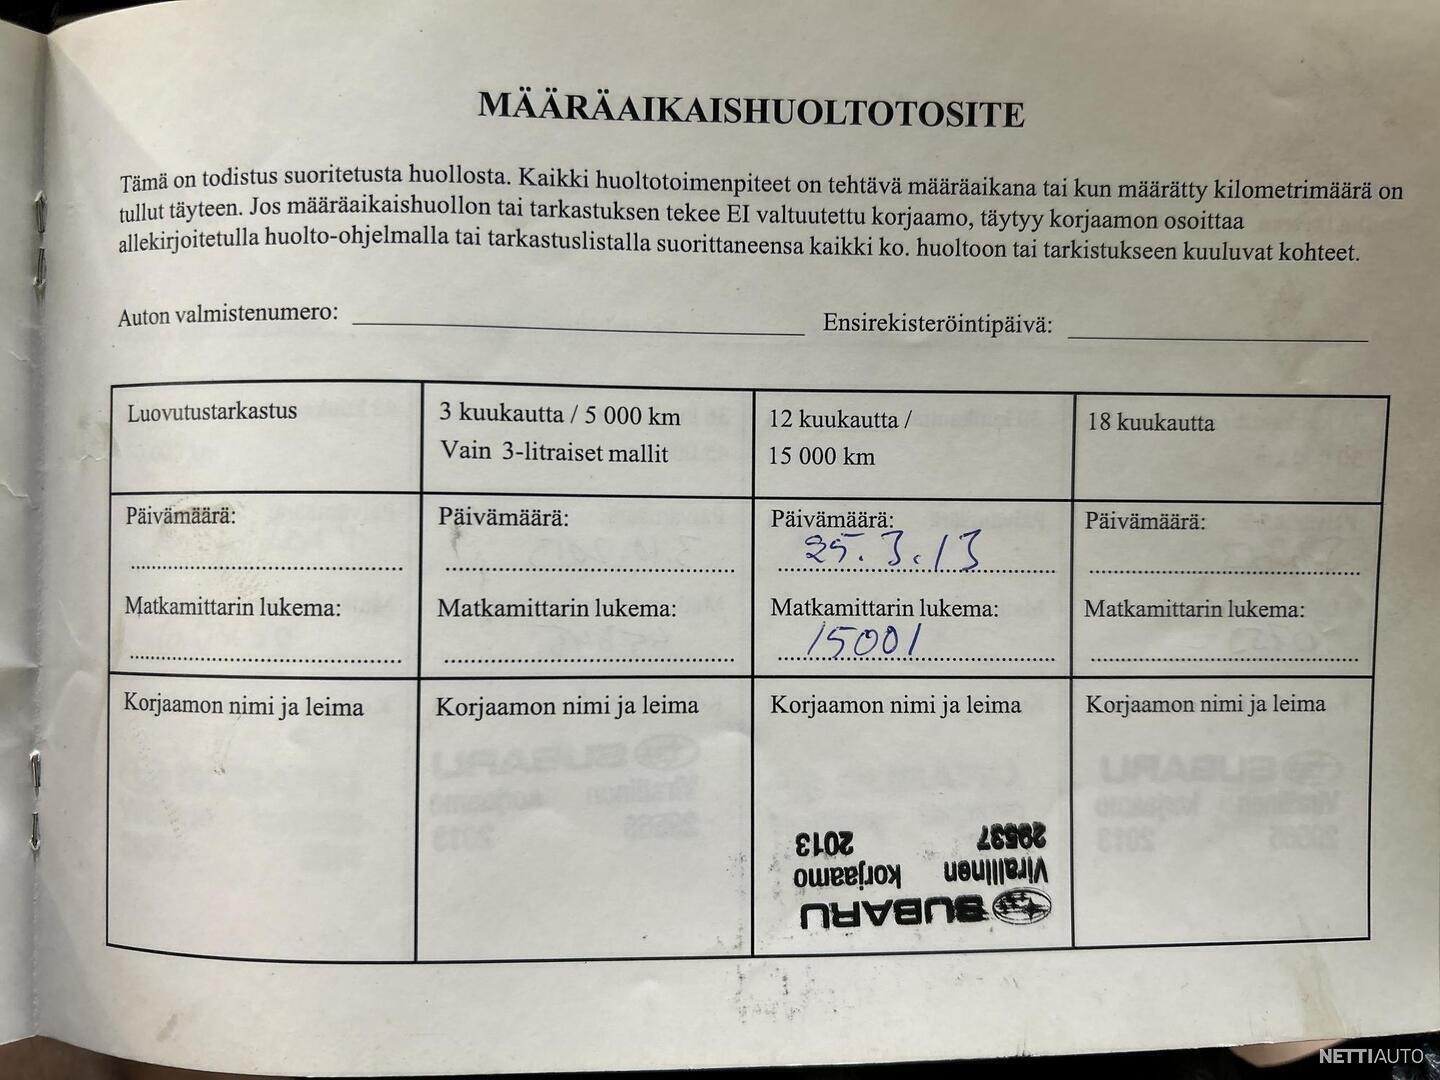 MÄÄRÄAIKAISHUOLTOTOSITE
Tämä on todistus suoritetusta huollosta. Kaikki huoltotoimenpiteet on tehtävä määräaikana tai kun määrätty kilometrimäärä on
tullut täyteen. Jos määräaikaishuollon tai tarkastuksen tekee EI valtuutettu korjaamo, täytyy korjaamon osoittaa
allekirjoitetulla huolto-ohjelmalla tai tarkastuslistalla suorittaneensa kaikki ko. huoltoon tai tarkistukseen kuuluvat kohteet.
Auton valmistenumero: Ensirekisteröintipäivä:
Luovutustarkastus
3 kuukautta / 5 000 km
Vain 3-litraiset mallit
12 kuukautta /
15 000 km
18 kuukautta
Päivämäärä:
Päivämäärä:
Päivämäärä:
25.3.13
Päivämäärä:
Matkamittarin lukema:
Matkamittarin lukema:
Matkamittarin lukema:
15001
Matkamittarin lukema:
Korjaamon nimi ja leima
Korjaamon nimi ja leima
Korjaamon nimi ja leima
SUBARU
Virallinen korjaamo
29537 2013
Korjaamon nimi ja leima
NETTIAUTO